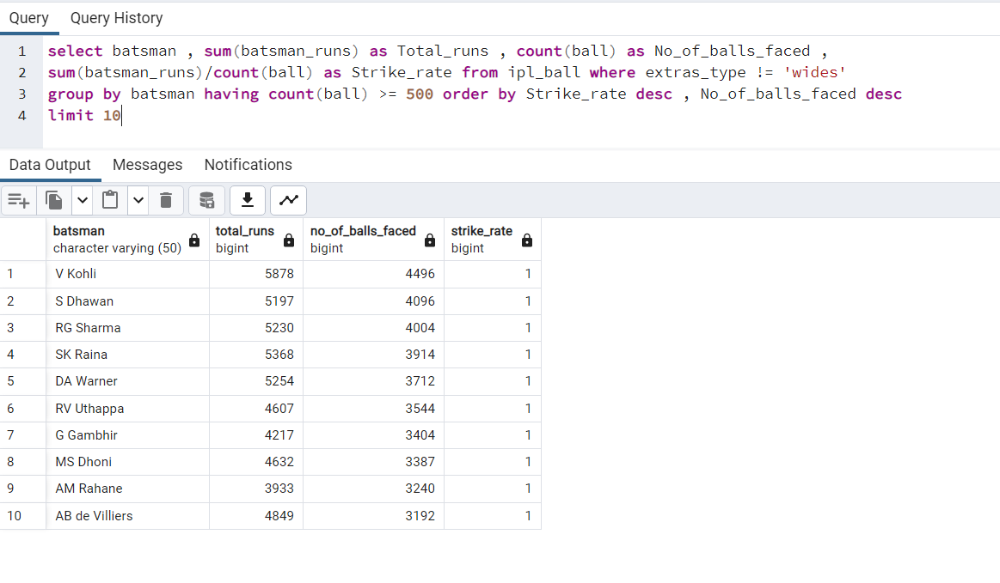 Query Query History
1 select batsman , sum(batsman_runs) as Total_runs , count(ball) as No_of_balls_faced ,
2 sum(batsman_runs)/count(ball) as Strike_rate from ipl_ball where extras_type != 'wides'
3 group by batsman having count(ball) >= 500 order by Strike_rate desc , No_of_balls_faced desc
4 limit 10
Data Output Messages Notifications
batsman total_runs no_of_balls_faced strike_rate
character varying (50) bigint bigint bigint
1 V Kohli 5878 4496 1
2 S Dhawan 5197 4096 1
3 RG Sharma 5230 4004 1
4 SK Raina 5368 3914 1
5 DA Warner 5254 3712 1
6 RV Uthappa 4607 3544 1
7 G Gambhir 4217 3404 1
8 MS Dhoni 4632 3387 1
9 AM Rahane 3933 3240 1
10 AB de Villiers 4849 3192 1